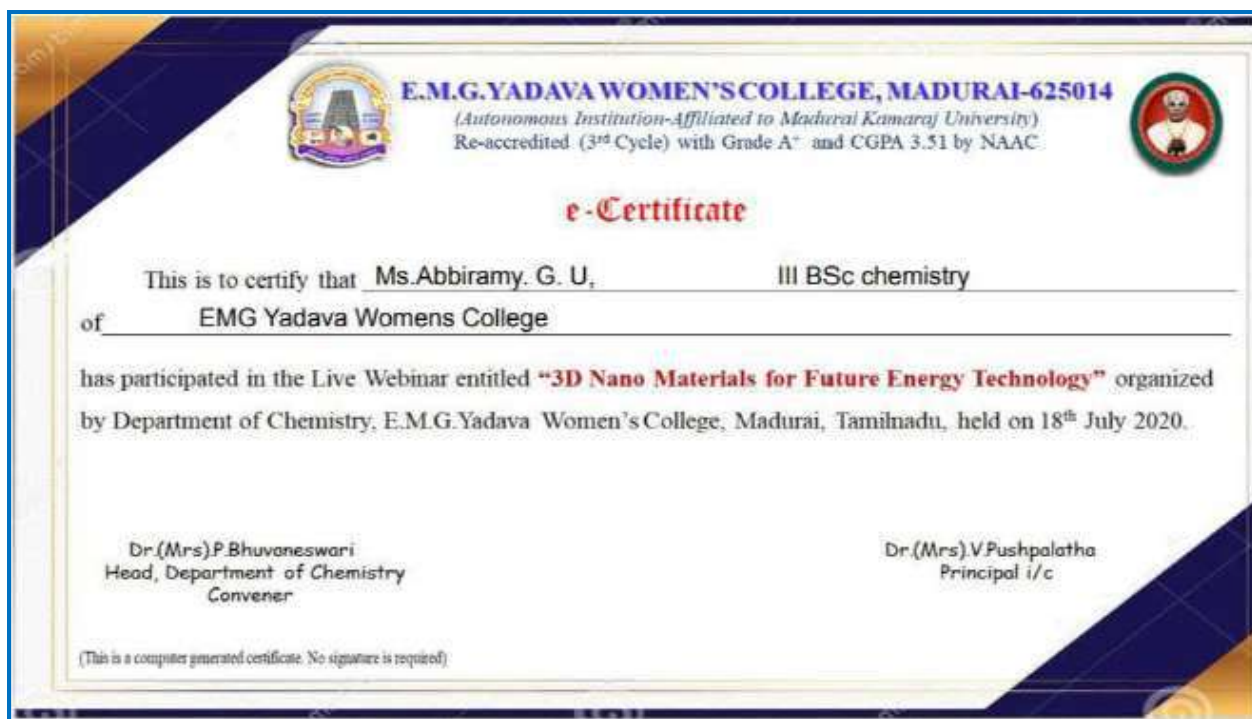 E.M.G.YADAVA WOMEN'S COLLEGE, MADURAI-625014
(Autonomous Institution-Affiliated to Madurai Kamaraj University)
Re-accredited (3rd Cycle) with Grade A+ and CGPA 3.51 by NAAC
e-Certificate
This is to certify that Ms.Abbiramy. G. U, III BSc chemistry
of EMG Yadava Womens College
has participated in the Live Webinar entitled “3D Nano Materials for Future Energy Technology” organized
by Department of Chemistry, E.M.G.Yadava Women's College, Madurai, Tamilnadu, held on 18th July 2020.
Dr.(Mrs).P.Bhuvaneswari
Head, Department of Chemistry
Convener
Dr.(Mrs).V.Pushpalatha
Principal i/c
(This is a computer generated certificate. No signature is required)